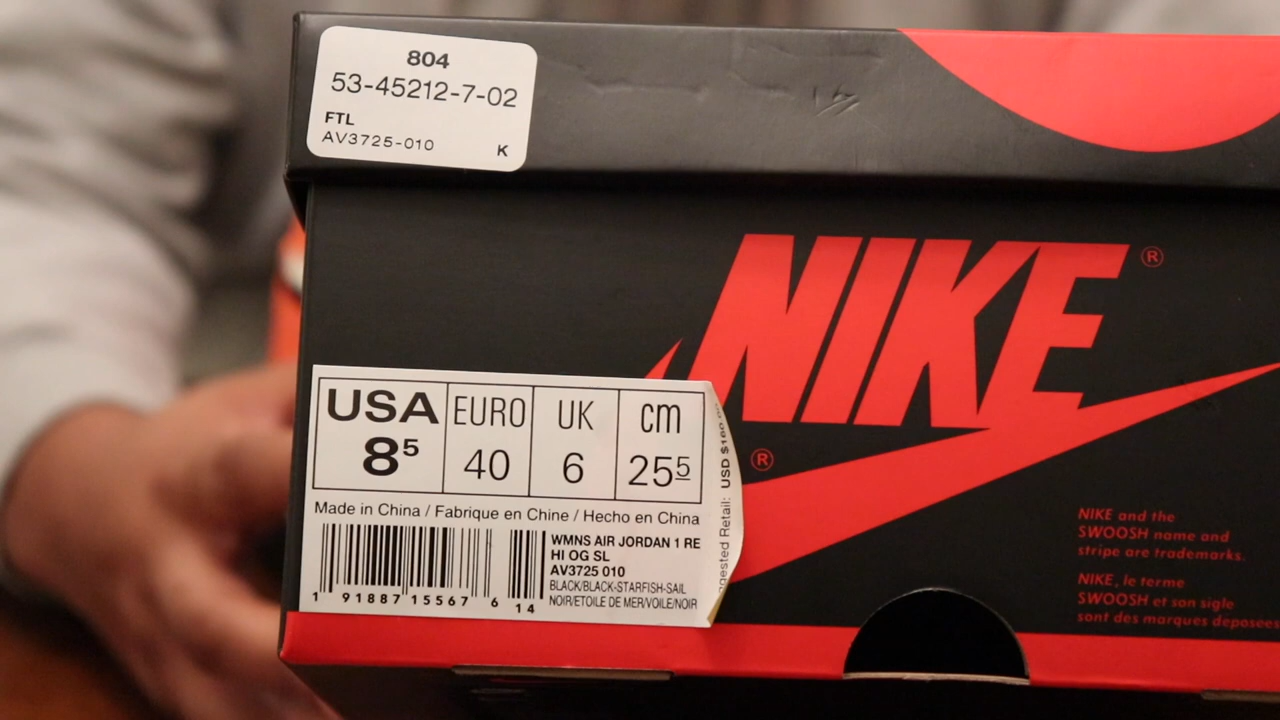 804
53-45212-7-02
FTL
AV3725-010 K
NIKE ®
®
USA EURO UK cm
8⁵ 40 6 25⁵
Made in China / Fabrique en Chine / Hecho en China
WMNS AIR JORDAN 1 RE
HI OG SL
AV3725 010
BLACK/BLACK-STARFISH-SAIL
NOIR/ETOILE DE MER/VOILE/NOIR
1 91887 15567 6 14
Retail: USD $160
NIKE and the
SWOOSH name and
stripe are trademarks.
NIKE, le terme
SWOOSH et son sigle
sont des marques deposees